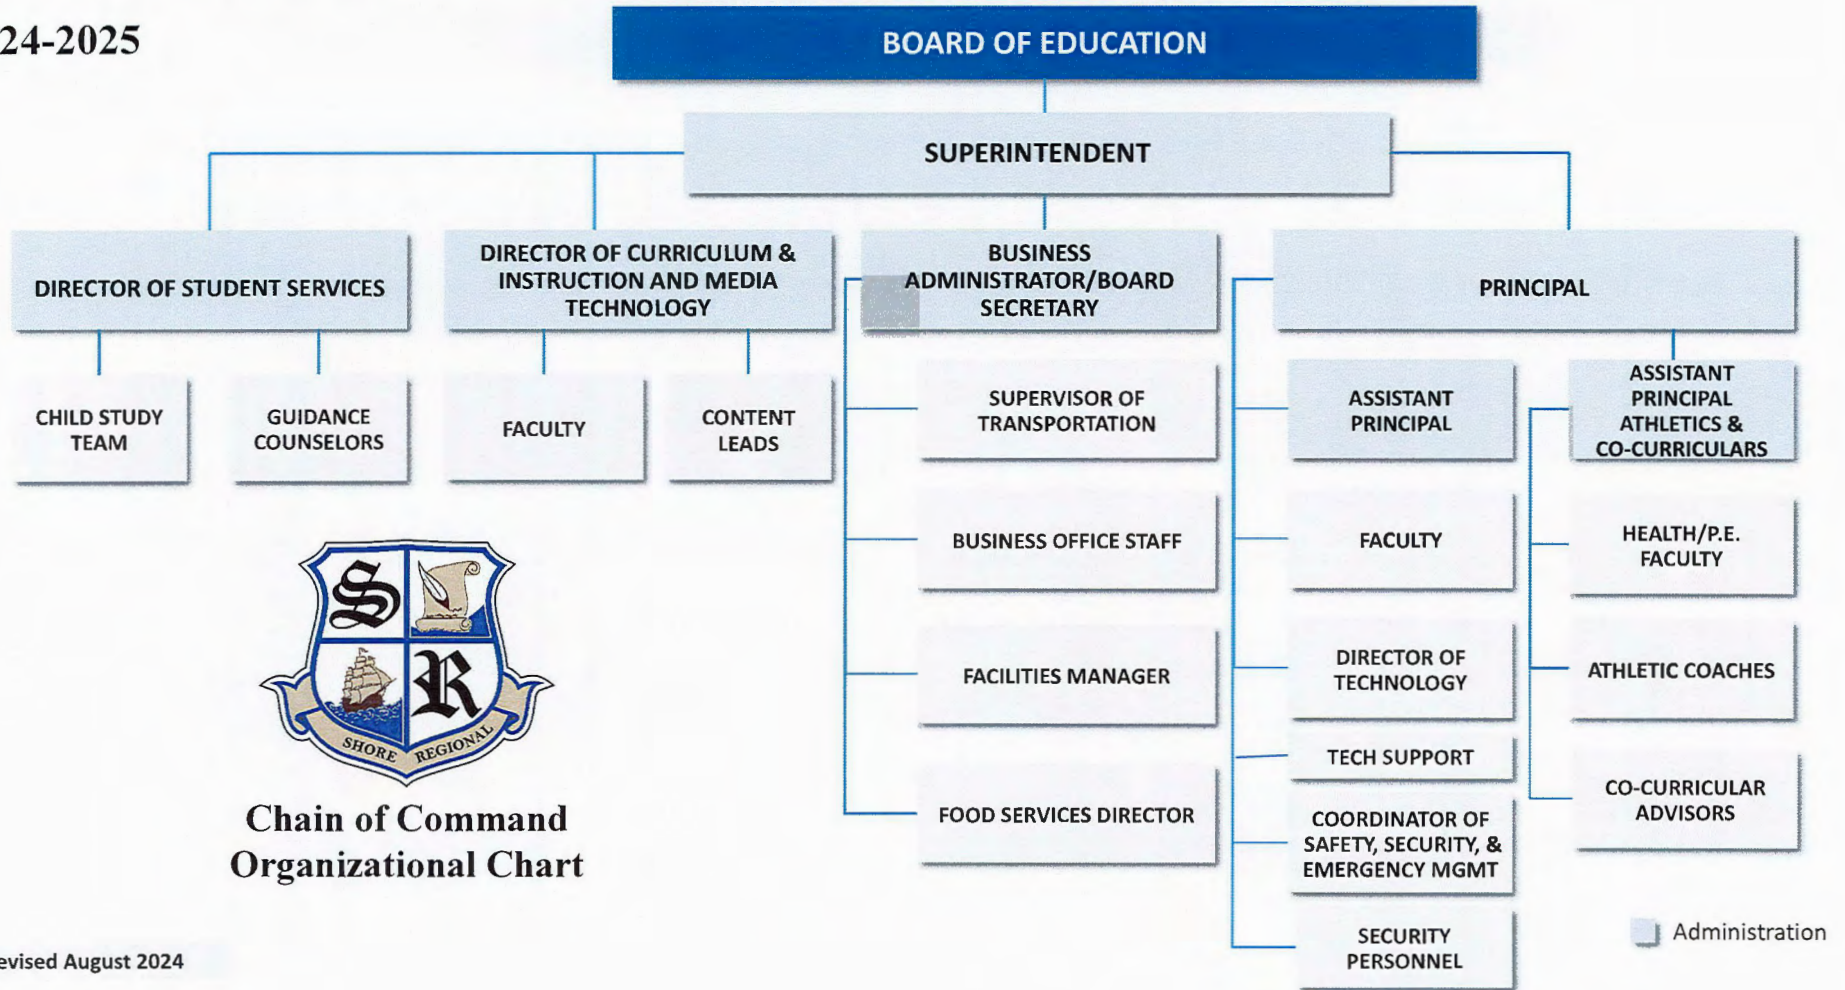 24-2025
BOARD OF EDUCATION
SUPERINTENDENT
DIRECTOR OF STUDENT SERVICES
DIRECTOR OF CURRICULUM &
INSTRUCTION AND MEDIA
TECHNOLOGY
BUSINESS
ADMINISTRATOR/BOARD
SECRETARY
PRINCIPAL
CHILD STUDY
TEAM
GUIDANCE
COUNSELORS
FACULTY
CONTENT
LEADS
SUPERVISOR OF
TRANSPORTATION
BUSINESS OFFICE STAFF
FACILITIES MANAGER
FOOD SERVICES DIRECTOR
ASSISTANT
PRINCIPAL
FACULTY
DIRECTOR OF
TECHNOLOGY
TECH SUPPORT
COORDINATOR OF
SAFETY, SECURITY, &
EMERGENCY MGMT
SECURITY
PERSONNEL
ASSISTANT
PRINCIPAL
ATHLETICS &
CO-CURRICULARS
HEALTH/P.E.
FACULTY
ATHLETIC COACHES
CO-CURRICULAR
ADVISORS
S
R
SHORE REGIONAL
Chain of Command
Organizational Chart
Administration
evised August 2024